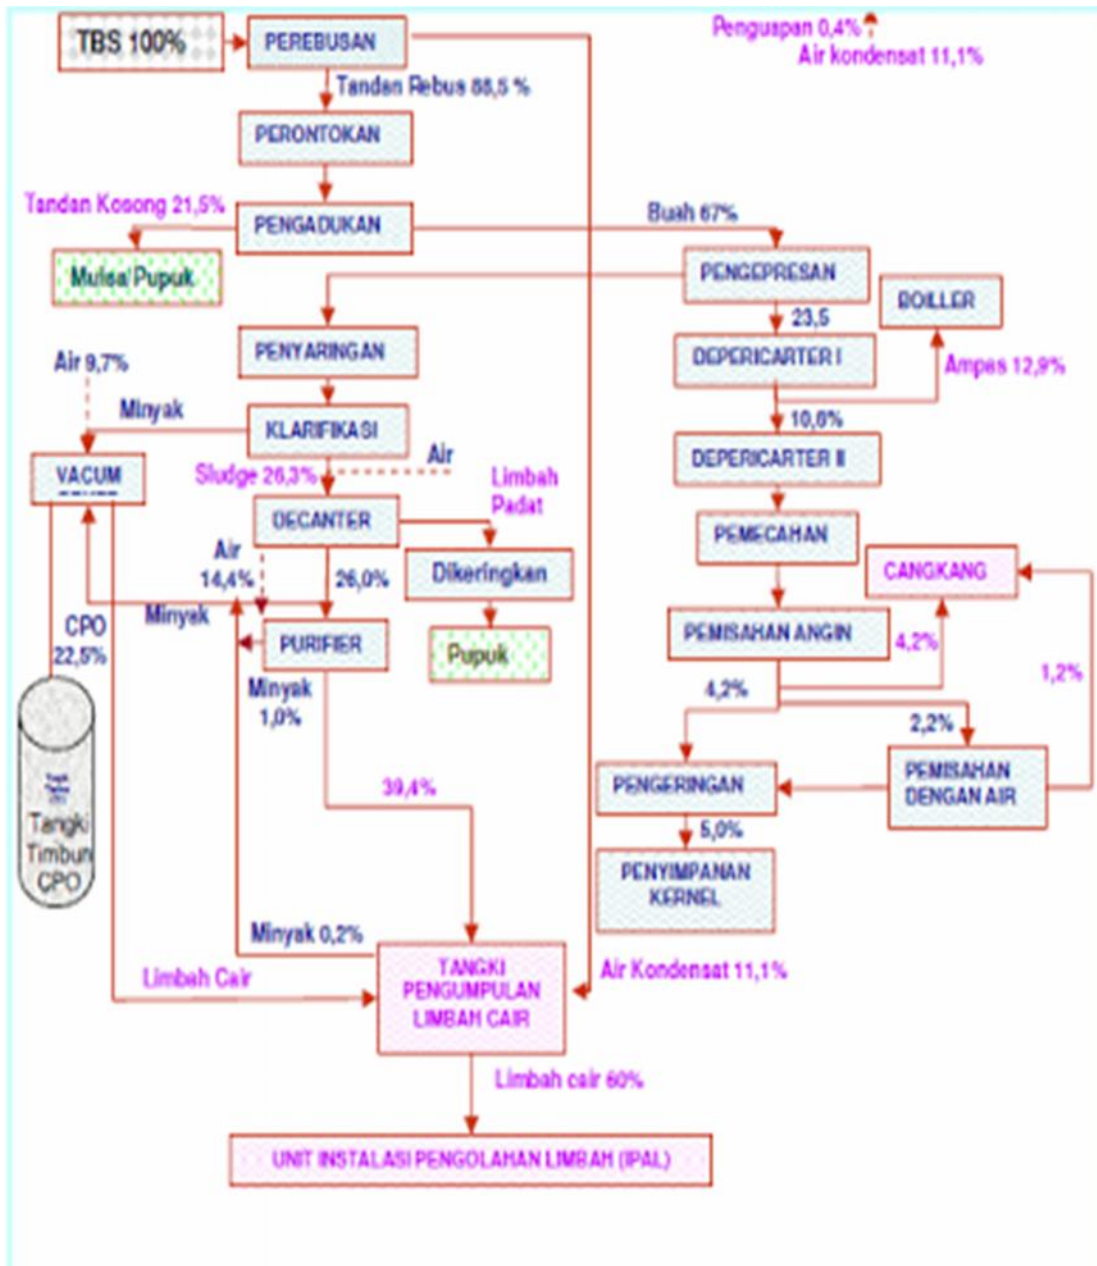 TBS 100%
PEREBUSAN
Penguapan 0,4%
Air kondensat 11,1%
Tandan Rebus 88,5 %
PERONTOKAN
Tandan Kosong 21,5%
PENGADUKAN
Buah 67%
Mulsa/Pupuk
PENGEPRESAN
BOILLER
23,5
PENYARINGAN
DEPERICARTER I
Air 9,7%
Ampas 12,9%
Minyak
KLARIFIKASI
10,6%
VACUM
Sludge 26,3%
Air
DEPERICARTER II
Limbah
Padat
DECANTER
PEMECAHAN
Air
14,4%
26,0%
Dikeringkan
CANGKANG
Minyak
CPO
22,5%
PURIFIER
Pupuk
PEMISAHAN ANGIN
4,2%
1,2%
Minyak
1,0%
4,2%
2,2%
39,4%
PENGERINGAN
PEMISAHAN
DENGAN AIR
Tangki
Timbun
CPO
5,0%
PENYIMPANAN
KERNEL
Minyak 0,2%
Limbah Cair
TANGKI
PENGUMPULAN
LIMBAH CAIR
Air Kondensat 11,1%
Limbah cair 60%
UNIT INSTALASI PENGOLAHAN LIMBAH (IPAL)